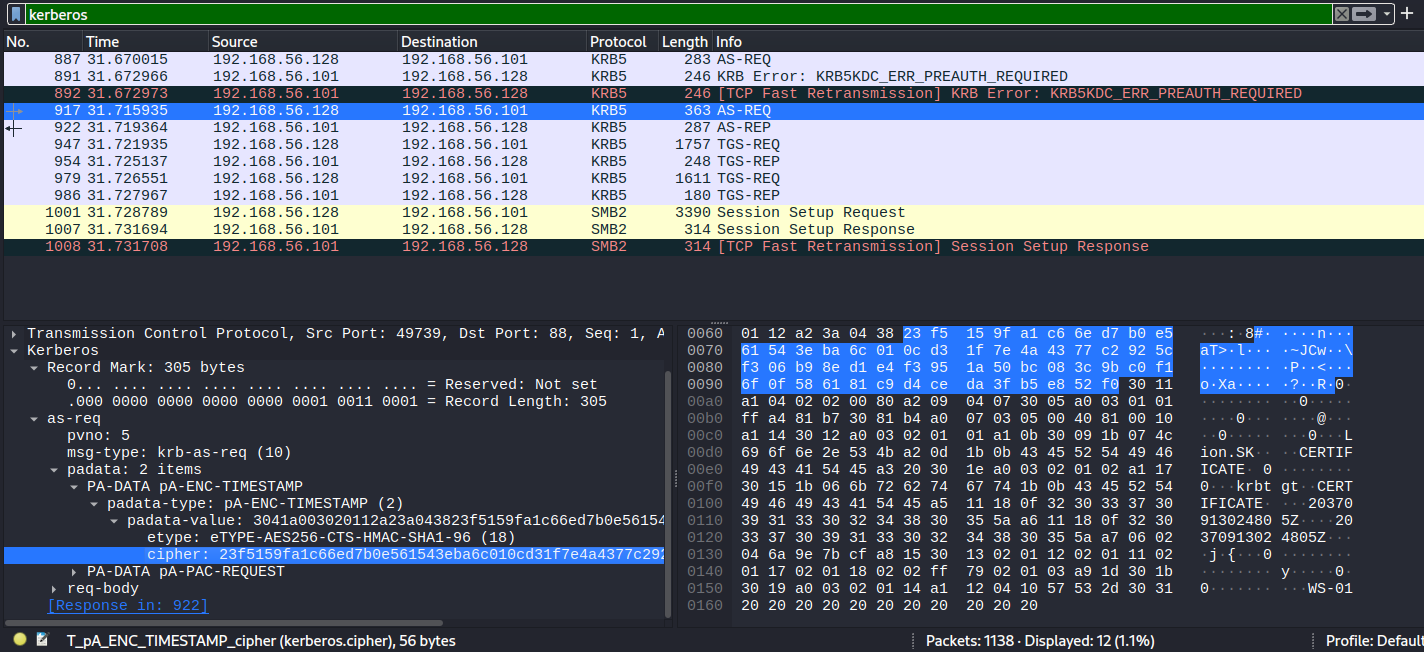 kerberos
No. Time Source Destination Protocol Length Info
887 31.670015 192.168.56.128 192.168.56.101 KRB5 283 AS-REQ
891 31.672966 192.168.56.101 192.168.56.128 KRB5 246 KRB Error: KRB5KDC_ERR_PREAUTH_REQUIRED
892 31.672973 192.168.56.101 192.168.56.128 KRB5 246 [TCP Fast Retransmission] KRB Error: KRB5KDC_ERR_PREAUTH_REQUIRED
917 31.715935 192.168.56.128 192.168.56.101 KRB5 363 AS-REQ
922 31.719364 192.168.56.101 192.168.56.128 KRB5 287 AS-REP
947 31.721935 192.168.56.128 192.168.56.101 KRB5 1757 TGS-REQ
954 31.725137 192.168.56.101 192.168.56.128 KRB5 248 TGS-REP
979 31.726551 192.168.56.128 192.168.56.101 KRB5 1611 TGS-REQ
986 31.727967 192.168.56.101 192.168.56.128 KRB5 180 TGS-REP
1001 31.728789 192.168.56.128 192.168.56.101 SMB2 3390 Session Setup Request
1007 31.731694 192.168.56.101 192.168.56.128 SMB2 314 Session Setup Response
1008 31.731708 192.168.56.101 192.168.56.128 SMB2 314 [TCP Fast Retransmission] Session Setup Response
Transmission Control Protocol, Src Port: 49739, Dst Port: 88, Seq: 1, A
Kerberos
Record Mark: 305 bytes
0... .... .... .... .... .... .... .... = Reserved: Not set
.000 0000 0000 0000 0000 0001 0011 0001 = Record Length: 305
as-req
pvno: 5
msg-type: krb-as-req (10)
padata: 2 items
PA-DATA pA-ENC-TIMESTAMP
padata-type: pA-ENC-TIMESTAMP (2)
padata-value: 3041a003020112a23a043823f5159fa1c66ed7b0e56154
etype: eTYPE-AES256-CTS-HMAC-SHA1-96 (18)
cipher: 23f5159fa1c66ed7b0e561543eba6c010cd31f7e4a4377c292
PA-DATA pA-PAC-REQUEST
req-body
[Response in: 922]
0060 01 12 a2 3a 04 38 23 f5 15 9f a1 c6 6e d7 b0 e5 ···:·8#· ····n···
0070 61 54 3e ba 6c 01 0c d3 1f 7e 4a 43 77 c2 92 5c aT>·l··· ·~JCw··\
0080 f3 06 b9 8e d1 e4 f3 95 1a 50 bc 08 3c 9b c0 f1 ········ ·P··<···
0090 6f 0f 58 61 81 c9 d4 ce da 3f b5 e8 52 f0 30 11 o·Xa···· ·?··R·0·
00a0 a1 04 02 02 00 80 a2 09 04 07 30 05 a0 03 01 01 ········ ··0·····
00b0 ff a4 81 b7 30 81 b4 a0 07 03 05 00 40 81 00 10 ····0··· ····@···
00c0 a1 14 30 12 a0 03 02 01 01 a1 0b 30 09 1b 07 4c ··0····· ···0···L
00d0 69 6f 6e 2e 53 4b a2 0d 1b 0b 43 45 52 54 49 46 ion.SK·· ··CERTIF
00e0 49 43 41 54 45 a3 20 30 1e a0 03 02 01 02 a1 17 ICATE· 0 ········
00f0 30 15 1b 06 6b 72 62 74 67 74 1b 0b 43 45 52 54 0···krbt gt··CERT
0100 49 46 49 43 41 54 45 a5 11 18 0f 32 30 33 37 30 IFICATE· ···20370
0110 39 31 33 30 32 34 38 30 35 5a a6 11 18 0f 32 30 91302480 5Z····20
0120 33 37 30 39 31 33 30 32 34 38 30 35 5a a7 06 02 37091302 4805Z···
0130 04 6a 9e 7b cf a8 15 30 13 02 01 12 02 01 11 02 ·j·{···0 ········
0140 01 17 02 01 18 02 02 ff 79 02 01 03 a9 1d 30 1b ········ y·····0·
0150 30 19 a0 03 02 01 14 a1 12 04 10 57 53 2d 30 31 0······· ···WS-01
0160 20 20 20 20 20 20 20 20 20 20 20
T_pA_ENC_TIMESTAMP_cipher (kerberos.cipher), 56 bytes
Packets: 1138 · Displayed: 12 (1.1%)
Profile: Default